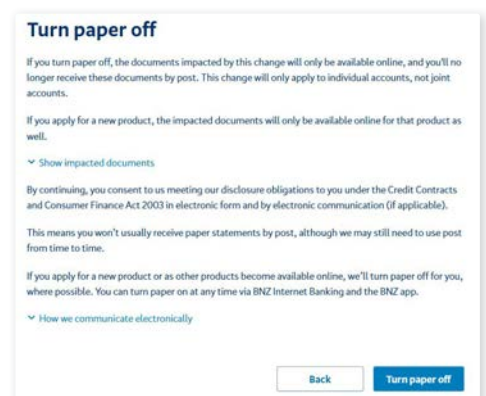 Turn paper off
If you turn paper off, the documents impacted by this change will only be available online, and you'll no
longer receive these documents by post. This change will only apply to individual accounts, not joint
accounts.
If you apply for a new product, the impacted documents will only be available online for that product as
well.
Show impacted documents
By continuing, you consent to us meeting our disclosure obligations to you under the Credit Contracts
and Consumer Finance Act 2003 in electronic form and by electronic communication (if applicable).
This means you won't usually receive paper statements by post, although we may still need to use post
from time to time.
If you apply for a new product or as other products become available online, we'll turn paper off for you,
where possible. You can turn paper on at any time via BNZ Internet Banking and the BNZ app.
How we communicate electronically
Back Turn paper off